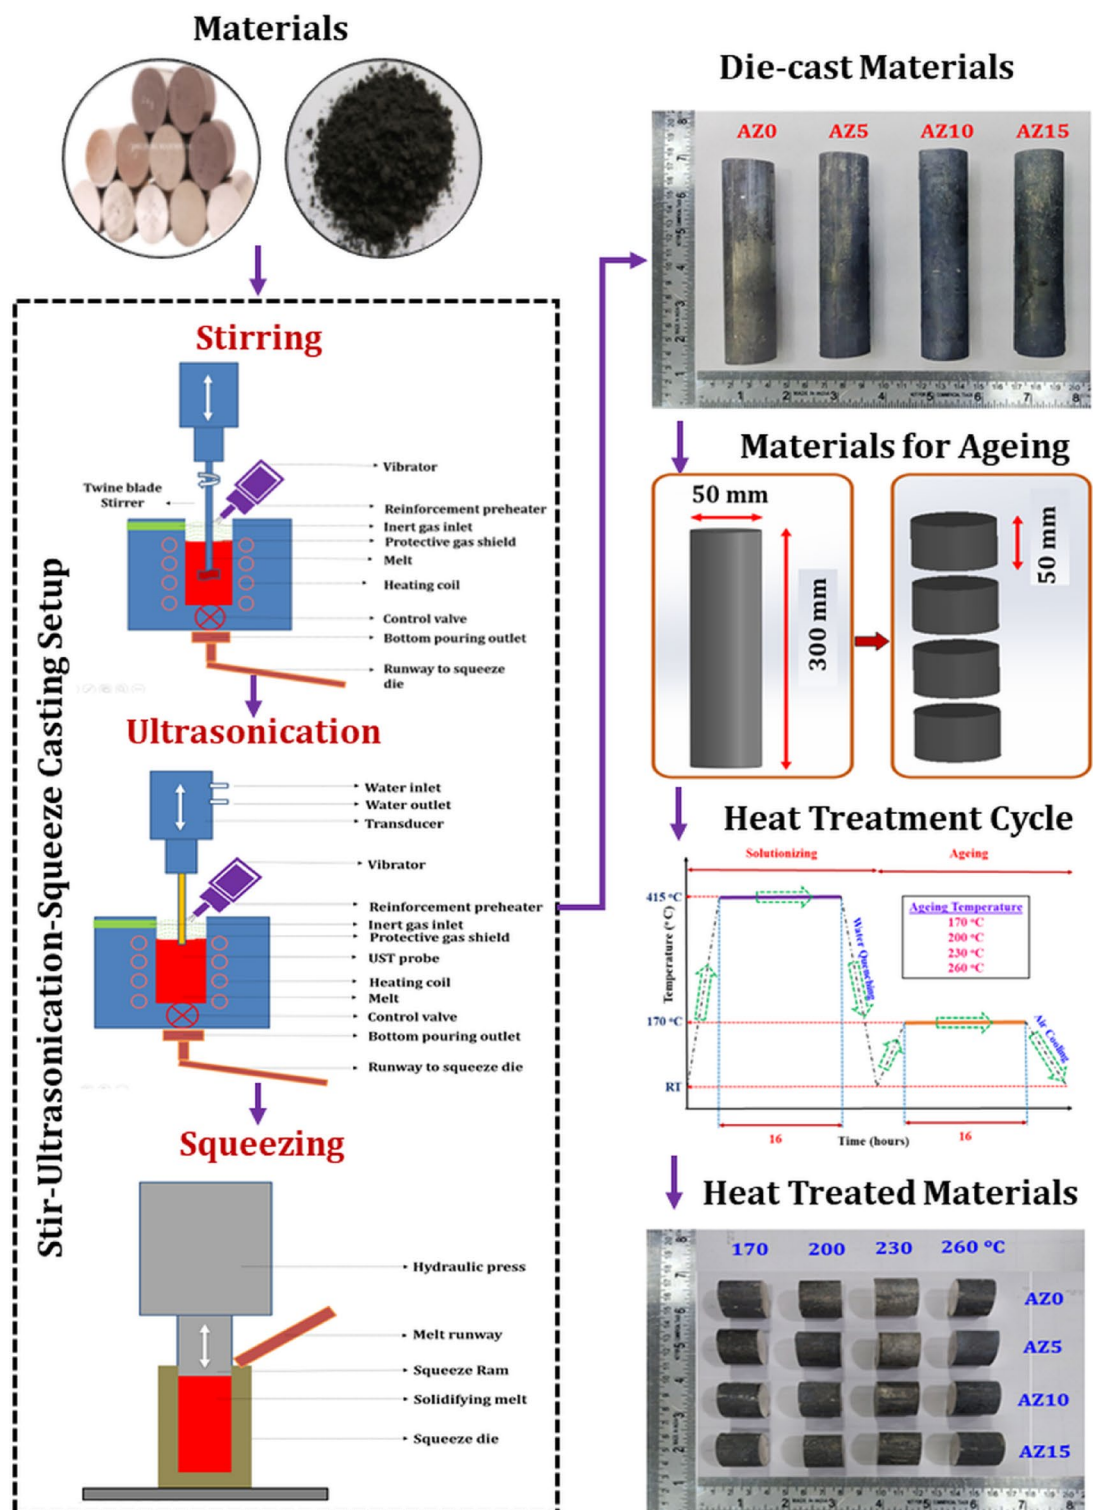 Materials
Stir-Ultrasonication-Squeeze Casting Setup
Stirring
Vibrator
Twine blade
Stirrer
Reinforcement preheater
Inert gas inlet
Protective gas shield
Melt
Heating coil
Control valve
Bottom pouring outlet
Runway to squeeze
die
Ultrasonication
Water inlet
Water outlet
Transducer
Vibrator
Reinforcement preheater
Inert gas inlet
Protective gas shield
UST probe
Heating coil
Melt
Control valve
Bottom pouring outlet
Runway to squeeze die
Squeezing
Hydraulic press
Melt runway
Squeeze Ram
Solidifying melt
Squeeze die
Die-cast Materials
AZ0 AZ5 AZ10 AZ15
Materials for Ageing
50 mm
300 mm
50 mm
Heat Treatment Cycle
Solutionizing Ageing
415 °C
Temperature (°C)
Water Quenching
Ageing Temperature
170 °C
200 °C
230 °C
260 °C
170 °C
Air Cooling
RT
16 Time (hours) 16
Heat Treated Materials
170 200 230 260 °C
AZ0
AZ5
AZ10
AZ15